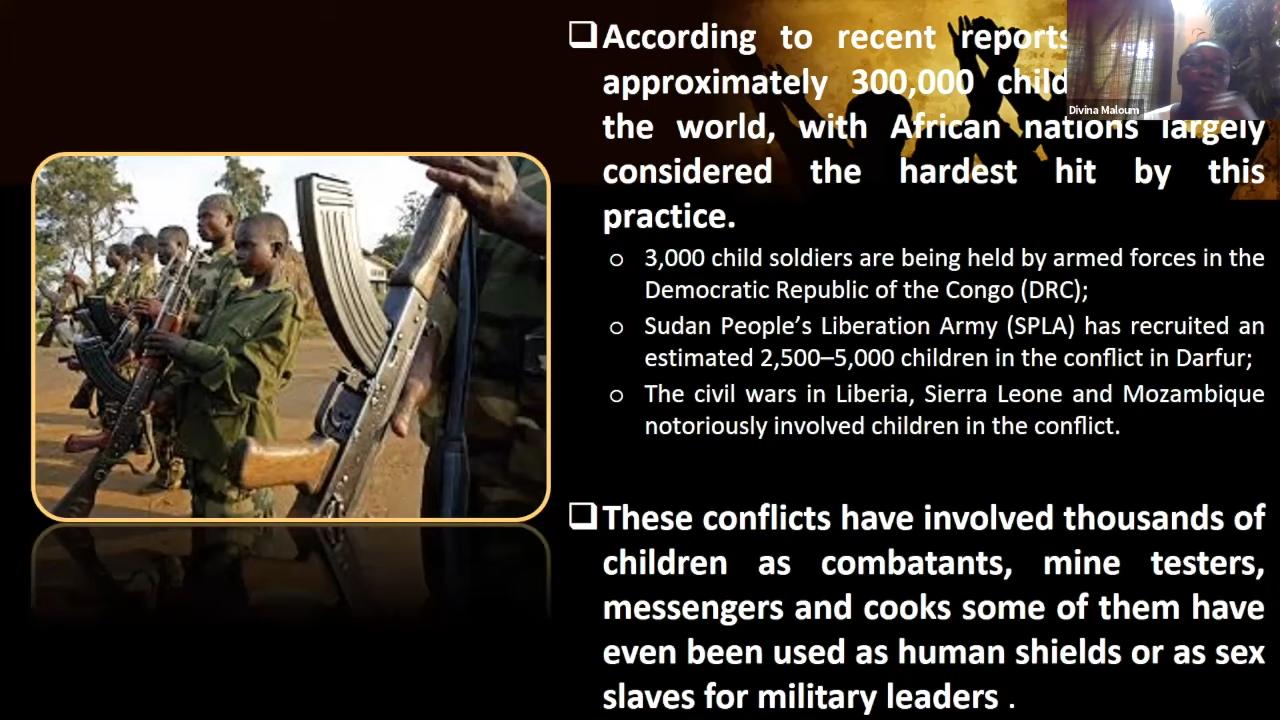 ❑According to recent reports
approximately 300,000 child
the world, with African nations largely
considered the hardest hit by this
practice.
o 3,000 child soldiers are being held by armed forces in the
Democratic Republic of the Congo (DRC);
o Sudan People’s Liberation Army (SPLA) has recruited an
estimated 2,500–5,000 children in the conflict in Darfur;
o The civil wars in Liberia, Sierra Leone and Mozambique
notoriously involved children in the conflict.
❑These conflicts have involved thousands of
children as combatants, mine testers,
messengers and cooks some of them have
even been used as human shields or as sex
slaves for military leaders .
Divina Maloum